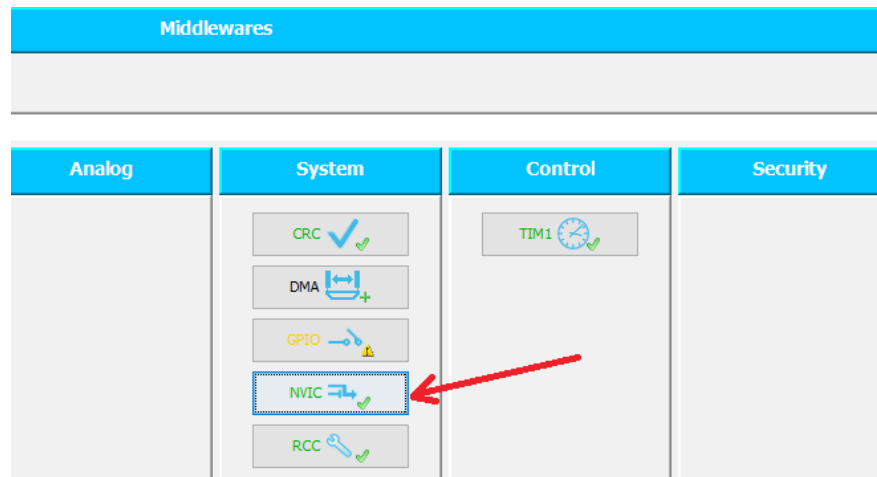 Middlewares
Analog
System
Control
Security
CRC
TIM1
DMA
GPIO
NVIC
RCC